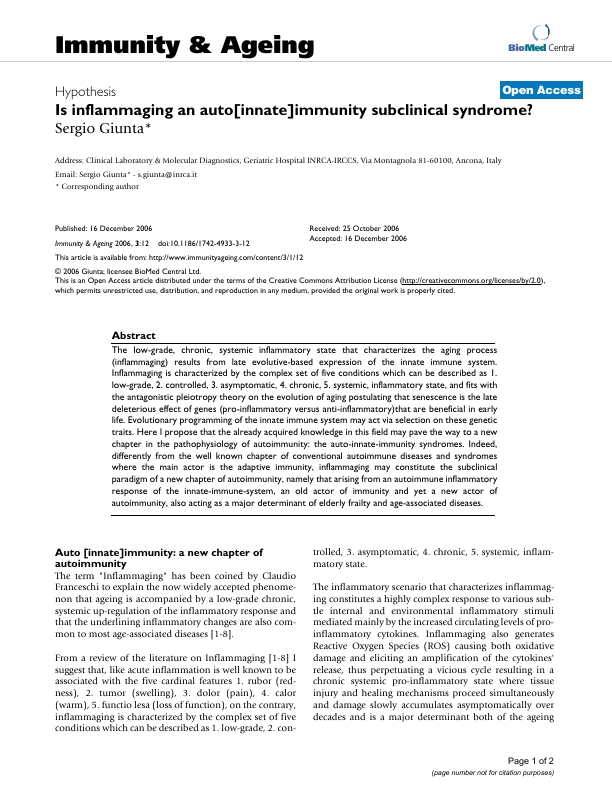 Immunity & Ageing
BioMed Central
Hypothesis
Open Access
Is inflammaging an auto[innate]immunity subclinical syndrome?
Sergio Giunta*
Address: Clinical Laboratory & Molecular Diagnostics, Geriatric Hospital INRCA-IRCCS, Via Montagnola 81-60100, Ancona, Italy
Email: Sergio Giunta* - s.giunta@inrca.it
* Corresponding author
Published: 16 December 2006
Immunity & Ageing 2006, 3:12 doi:10.1186/1742-4933-3-12
Received: 25 October 2006
Accepted: 16 December 2006
This article is available from: http://www.immunityageing.com/content/3/1/12
© 2006 Giunta; licensee BioMed Central Ltd.
This is an Open Access article distributed under the terms of the Creative Commons Attribution License (http://creativecommons.org/licenses/by/2.0),
which permits unrestricted use, distribution, and reproduction in any medium, provided the original work is properly cited.
Abstract
The low-grade, chronic, systemic inflammatory state that characterizes the aging process
(inflammaging) results from late evolutive-based expression of the innate immune system.
Inflammaging is characterized by the complex set of five conditions which can be described as 1.
low-grade, 2. controlled, 3. asymptomatic, 4. chronic, 5. systemic, inflammatory state, and fits with
the antagonistic pleiotropy theory on the evolution of aging postulating that senescence is the late
deleterious effect of genes (pro-inflammatory versus anti-inflammatory)that are beneficial in early
life. Evolutionary programming of the innate immune system may act via selection on these genetic
traits. Here I propose that the already acquired knowledge in this field may pave the way to a new
chapter in the pathophysiology of autoimmunity: the auto-innate-immunity syndromes. Indeed,
differently from the well known chapter of conventional autoimmune diseases and syndromes
where the main actor is the adaptive immunity, inflammaging may constitute the subclinical
paradigm of a new chapter of autoimmunity, namely that arising from an autoimmune inflammatory
response of the innate-immune-system, an old actor of immunity and yet a new actor of
autoimmunity, also acting as a major determinant of elderly frailty and age-associated diseases.
Auto [innate]immunity: a new chapter of
autoimmunity
The term "Inflammaging" has been coined by Claudio
Franceschi to explain the now widely accepted phenome-
non that ageing is accompanied by a low-grade chronic,
systemic up-regulation of the inflammatory response and
that the underlining inflammatory changes are also com-
mon to most age-associated diseases [1-8].
From a review of the literature on Inflammaging [1-8] I
suggest that, like acute inflammation is well known to be
associated with the five cardinal features 1. rubor (red-
ness), 2. tumor (swelling), 3. dolor (pain), 4. calor
(warm), 5. functio lesa (loss of function), on the contrary,
inflammaging is characterized by the complex set of five
conditions which can be described as 1. low-grade, 2. con-
trolled, 3. asymptomatic, 4. chronic, 5. systemic, inflam-
matory state.
The inflammatory scenario that characterizes inflammag-
ing constitutes a highly complex response to various sub-
tle internal and environmental inflammatory stimuli
mediated mainly by the increased circulating levels of pro-
inflammatory cytokines. Inflammaging also generates
Reactive Oxygen Species (ROS) causing both oxidative
damage and eliciting an amplification of the cytokines'
release, thus perpetuating a vicious cycle resulting in a
chronic systemic pro-inflammatory state where tissue
injury and healing mechanisms proceed simultaneously
and damage slowly accumulates asymptomatically over
decades and is a major determinant both of the ageing
Page 1 of 2
(page number not for citation purposes)